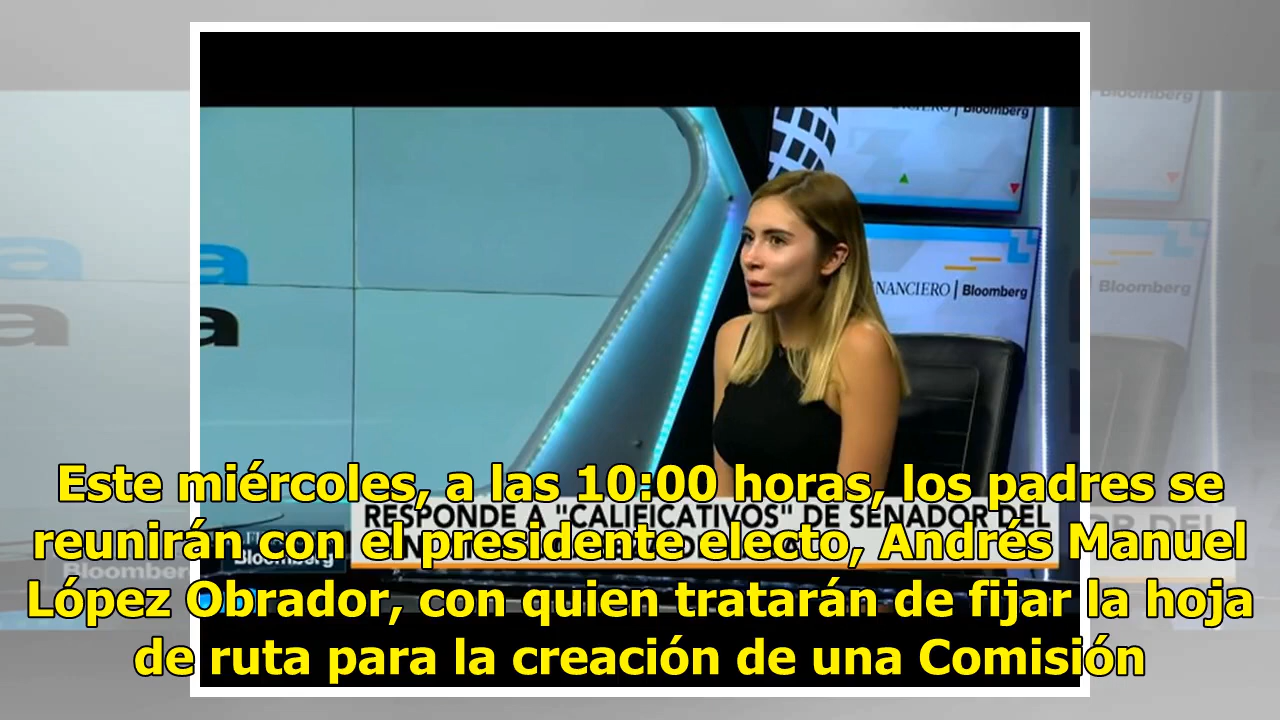 Bloomberg
NANCIERO | Bloomberg
Este miércoles, a las 10:00 horas, los padres se
RESPONDE A "CALIFICATIVOS" DE SENADOR DEL
reunirán con el presidente electo, Andrés Manuel
Bloomberg
López Obrador, con quien tratarán de fijar la hoja
de ruta para la creación de una Comisión